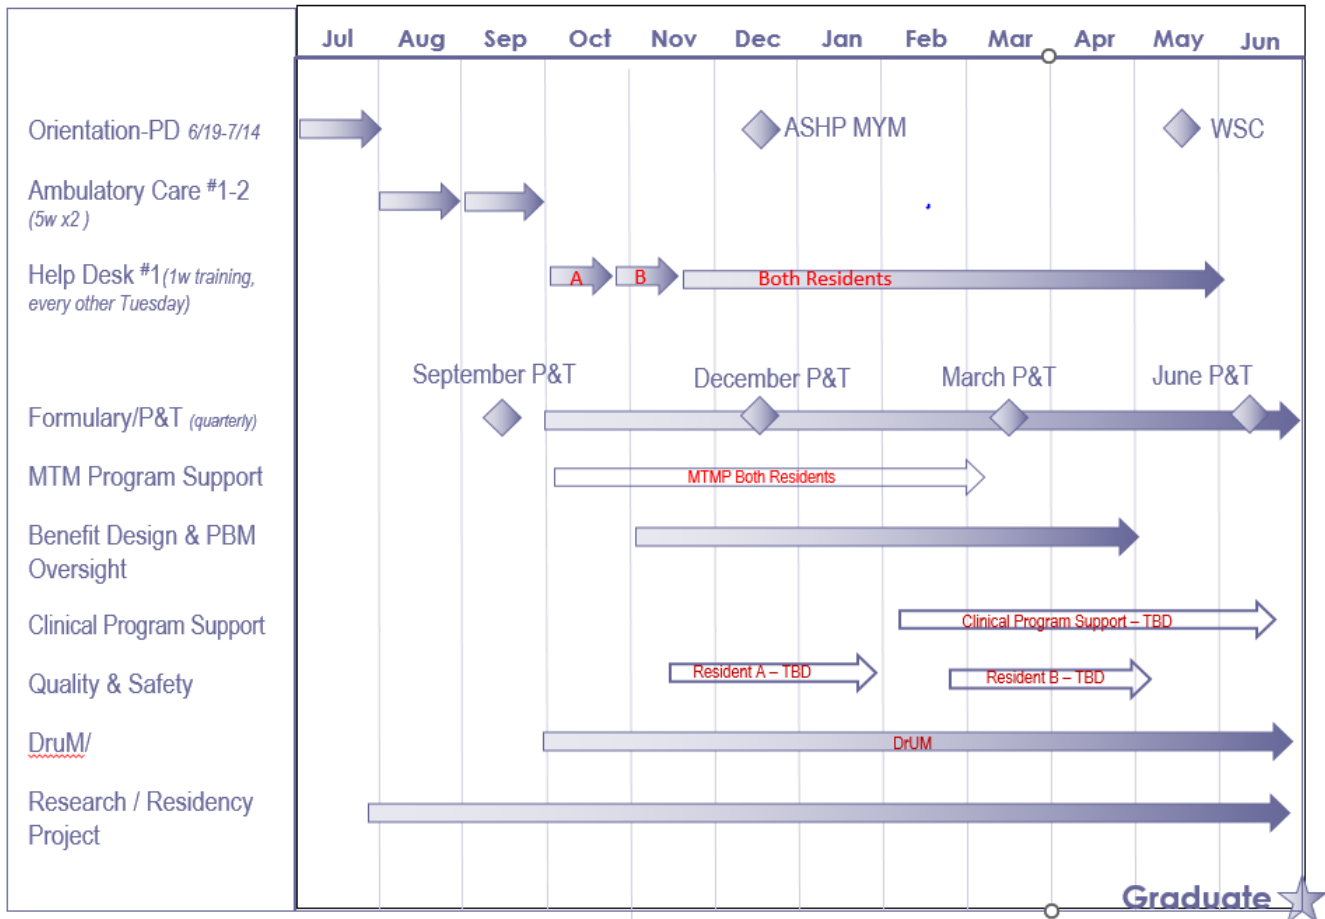 Jul Aug Sep Oct Nov Dec Jan Feb Mar Apr May Jun
Orientation-PD 6/19-7/14
ASHP MYM
WSC
Ambulatory Care #1-2
(5w x2 )
Help Desk #1(1w training,
every other Tuesday)
A
B
Both Residents
September P&T
December P&T
March P&T
June P&T
Formulary/P&T (quarterly)
MTM Program Support
MTMP Both Residents
Benefit Design & PBM
Oversight
Clinical Program Support
Clinical Program Support – TBD
Quality & Safety
Resident A – TBD
Resident B – TBD
DruM/
DrUM
Research / Residency
Project
Graduate